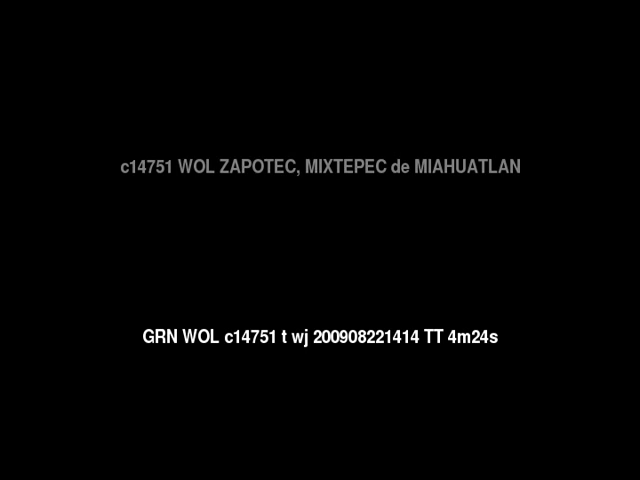 c14751 WOL ZAPOTEC, MIXTEPEC de MIAHUATLAN
GRN WOL c14751 t wj 200908221414 TT 4m24s